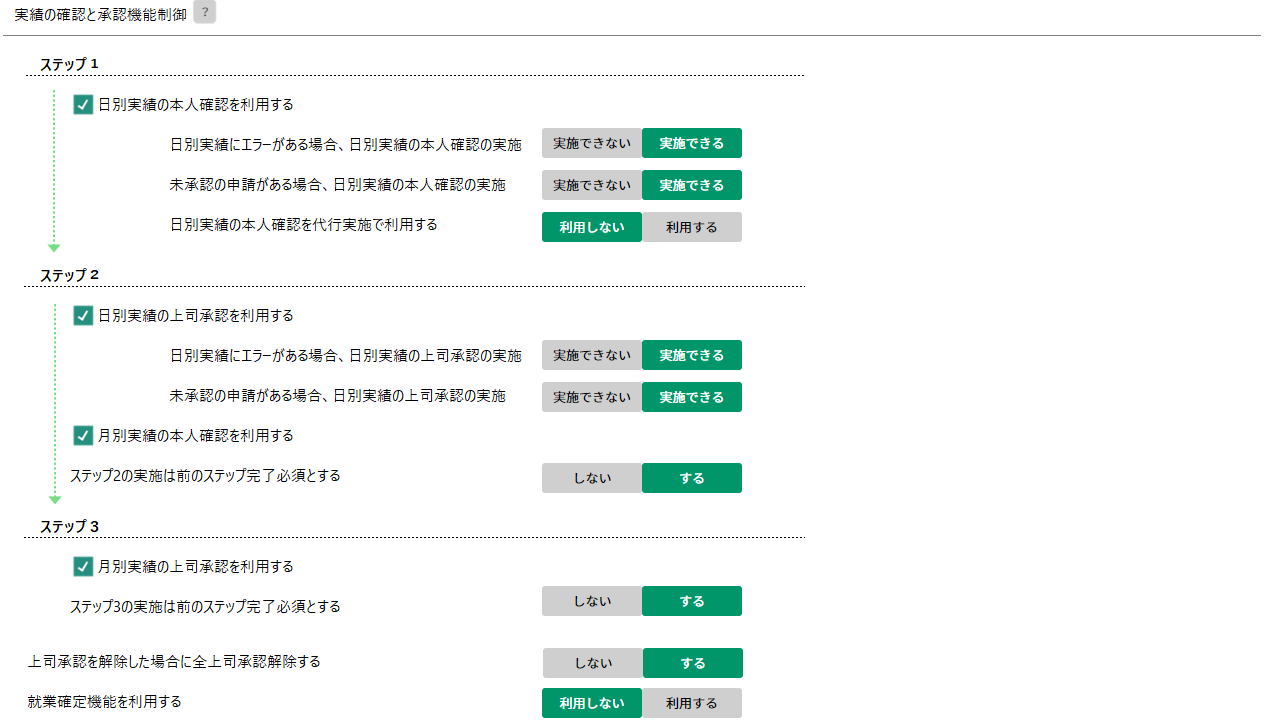 実績の確認と承認機能制御 ?
ステップ 1
日別実績の本人確認を利用する
日別実績にエラーがある場合、日別実績の本人確認の実施 実施できない 実施できる
未承認の申請がある場合、日別実績の本人確認の実施 実施できない 実施できる
日別実績の本人確認を代行実施で利用する 利用しない 利用する
ステップ 2
日別実績の上司承認を利用する
日別実績にエラーがある場合、日別実績の上司承認の実施 実施できない 実施できる
未承認の申請がある場合、日別実績の上司承認の実施 実施できない 実施できる
月別実績の本人確認を利用する
ステップ2の実施は前のステップ完了必須とする しない する
ステップ 3
月別実績の上司承認を利用する
ステップ3の実施は前のステップ完了必須とする しない する
上司承認を解除した場合に全上司承認解除する しない する
就業確定機能を利用する 利用しない 利用する